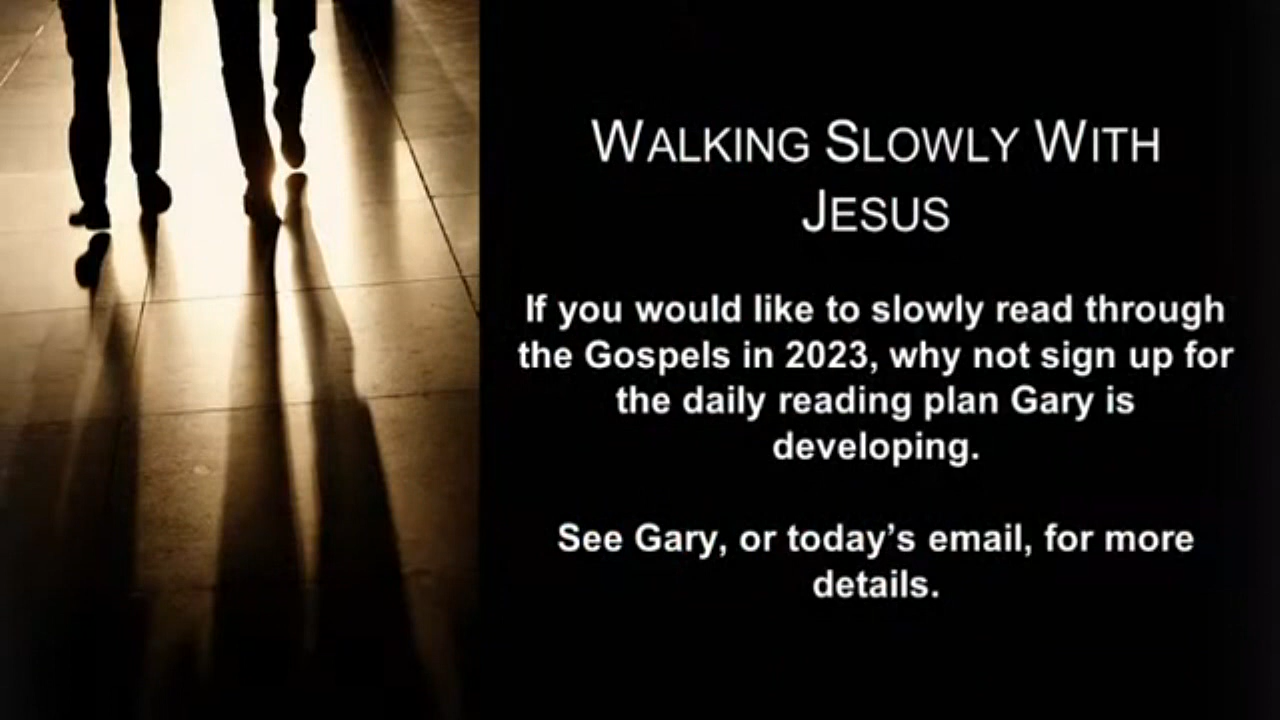 WALKING SLOWLY WITH
JESUS
If you would like to slowly read through
the Gospels in 2023, why not sign up for
the daily reading plan Gary is
developing.
See Gary, or today’s email, for more
details.